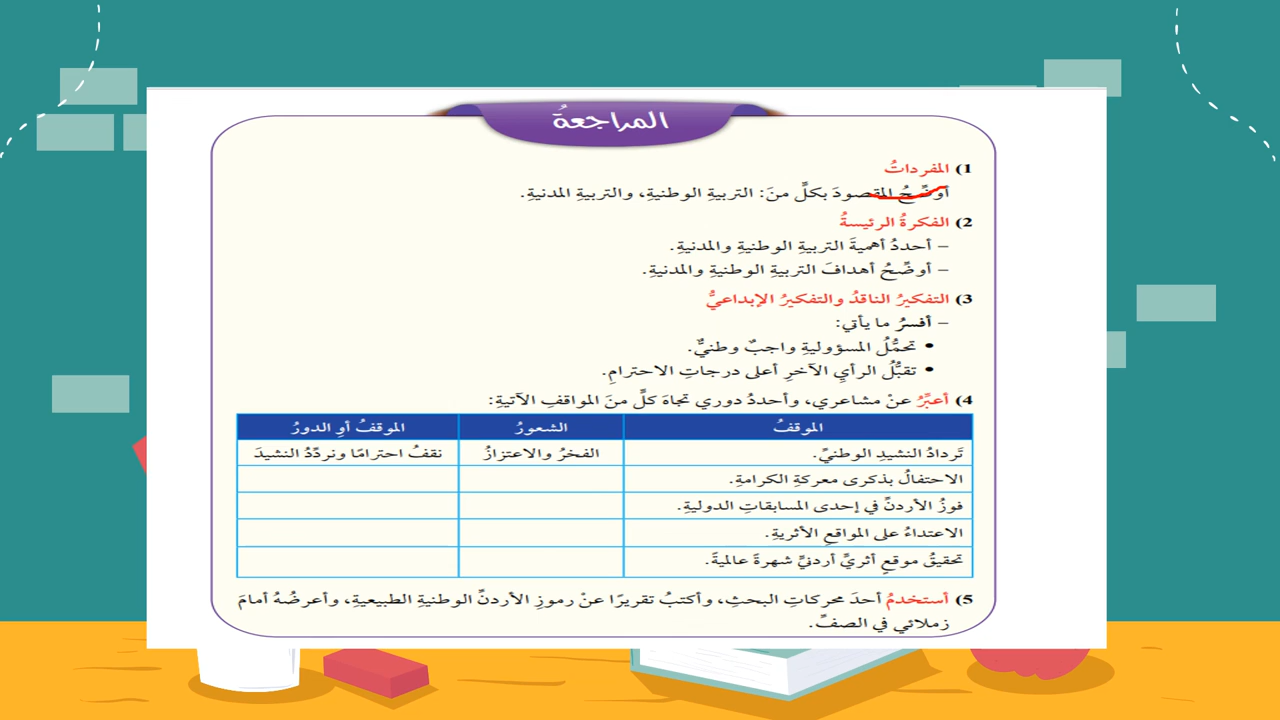 المراجعةُ
1) المفرداتُ
أوضِّحُ المقصودَ بكلٍّ منَ: التربيةِ الوطنيةِ، والتربيةِ المدنيةِ.
2) الفكرةُ الرئيسةُ
– أحددُ أهميةَ التربيةِ الوطنيةِ والمدنيةِ.
– أوضِّحُ أهدافَ التربيةِ الوطنيةِ والمدنيةِ.
3) التفكيرُ الناقدُ والتفكيرُ الإبداعيُّ
– أفسرُ ما يأتي:
• تحمُّلُ المسؤوليةِ واجبٌ وطنيٌّ.
• تقبُّلُ الرأيِ الآخرِ أعلى درجاتِ الاحترامِ.
4) أعبِّرُ عنْ مشاعري، وأحددُ دوري تجاهَ كلٍّ منَ المواقفِ الآتيةِ:
الموقفُ الشعورُ الموقفُ أوِ الدورُ
تَردادُ النشيدِ الوطنيِّ. الفخرُ والاعتزازُ نقفُ احترامًا ونردّدُ النشيدَ
الاحتفالُ بذكرى معركةِ الكرامةِ.
فوزُ الأردنِّ في إحدى المسابقاتِ الدوليةِ.
الاعتداءُ على المواقعِ الأثريةِ.
تحقيقُ موقعٍ أثريٍّ أردنيٍّ شهرةً عالميةً.
5) أستخدمُ أحدَ محركاتِ البحثِ، وأكتبُ تقريرًا عنْ رموزِ الأردنِّ الوطنيةِ الطبيعيةِ، وأعرضُهُ أمامَ
زملائي في الصفِّ.